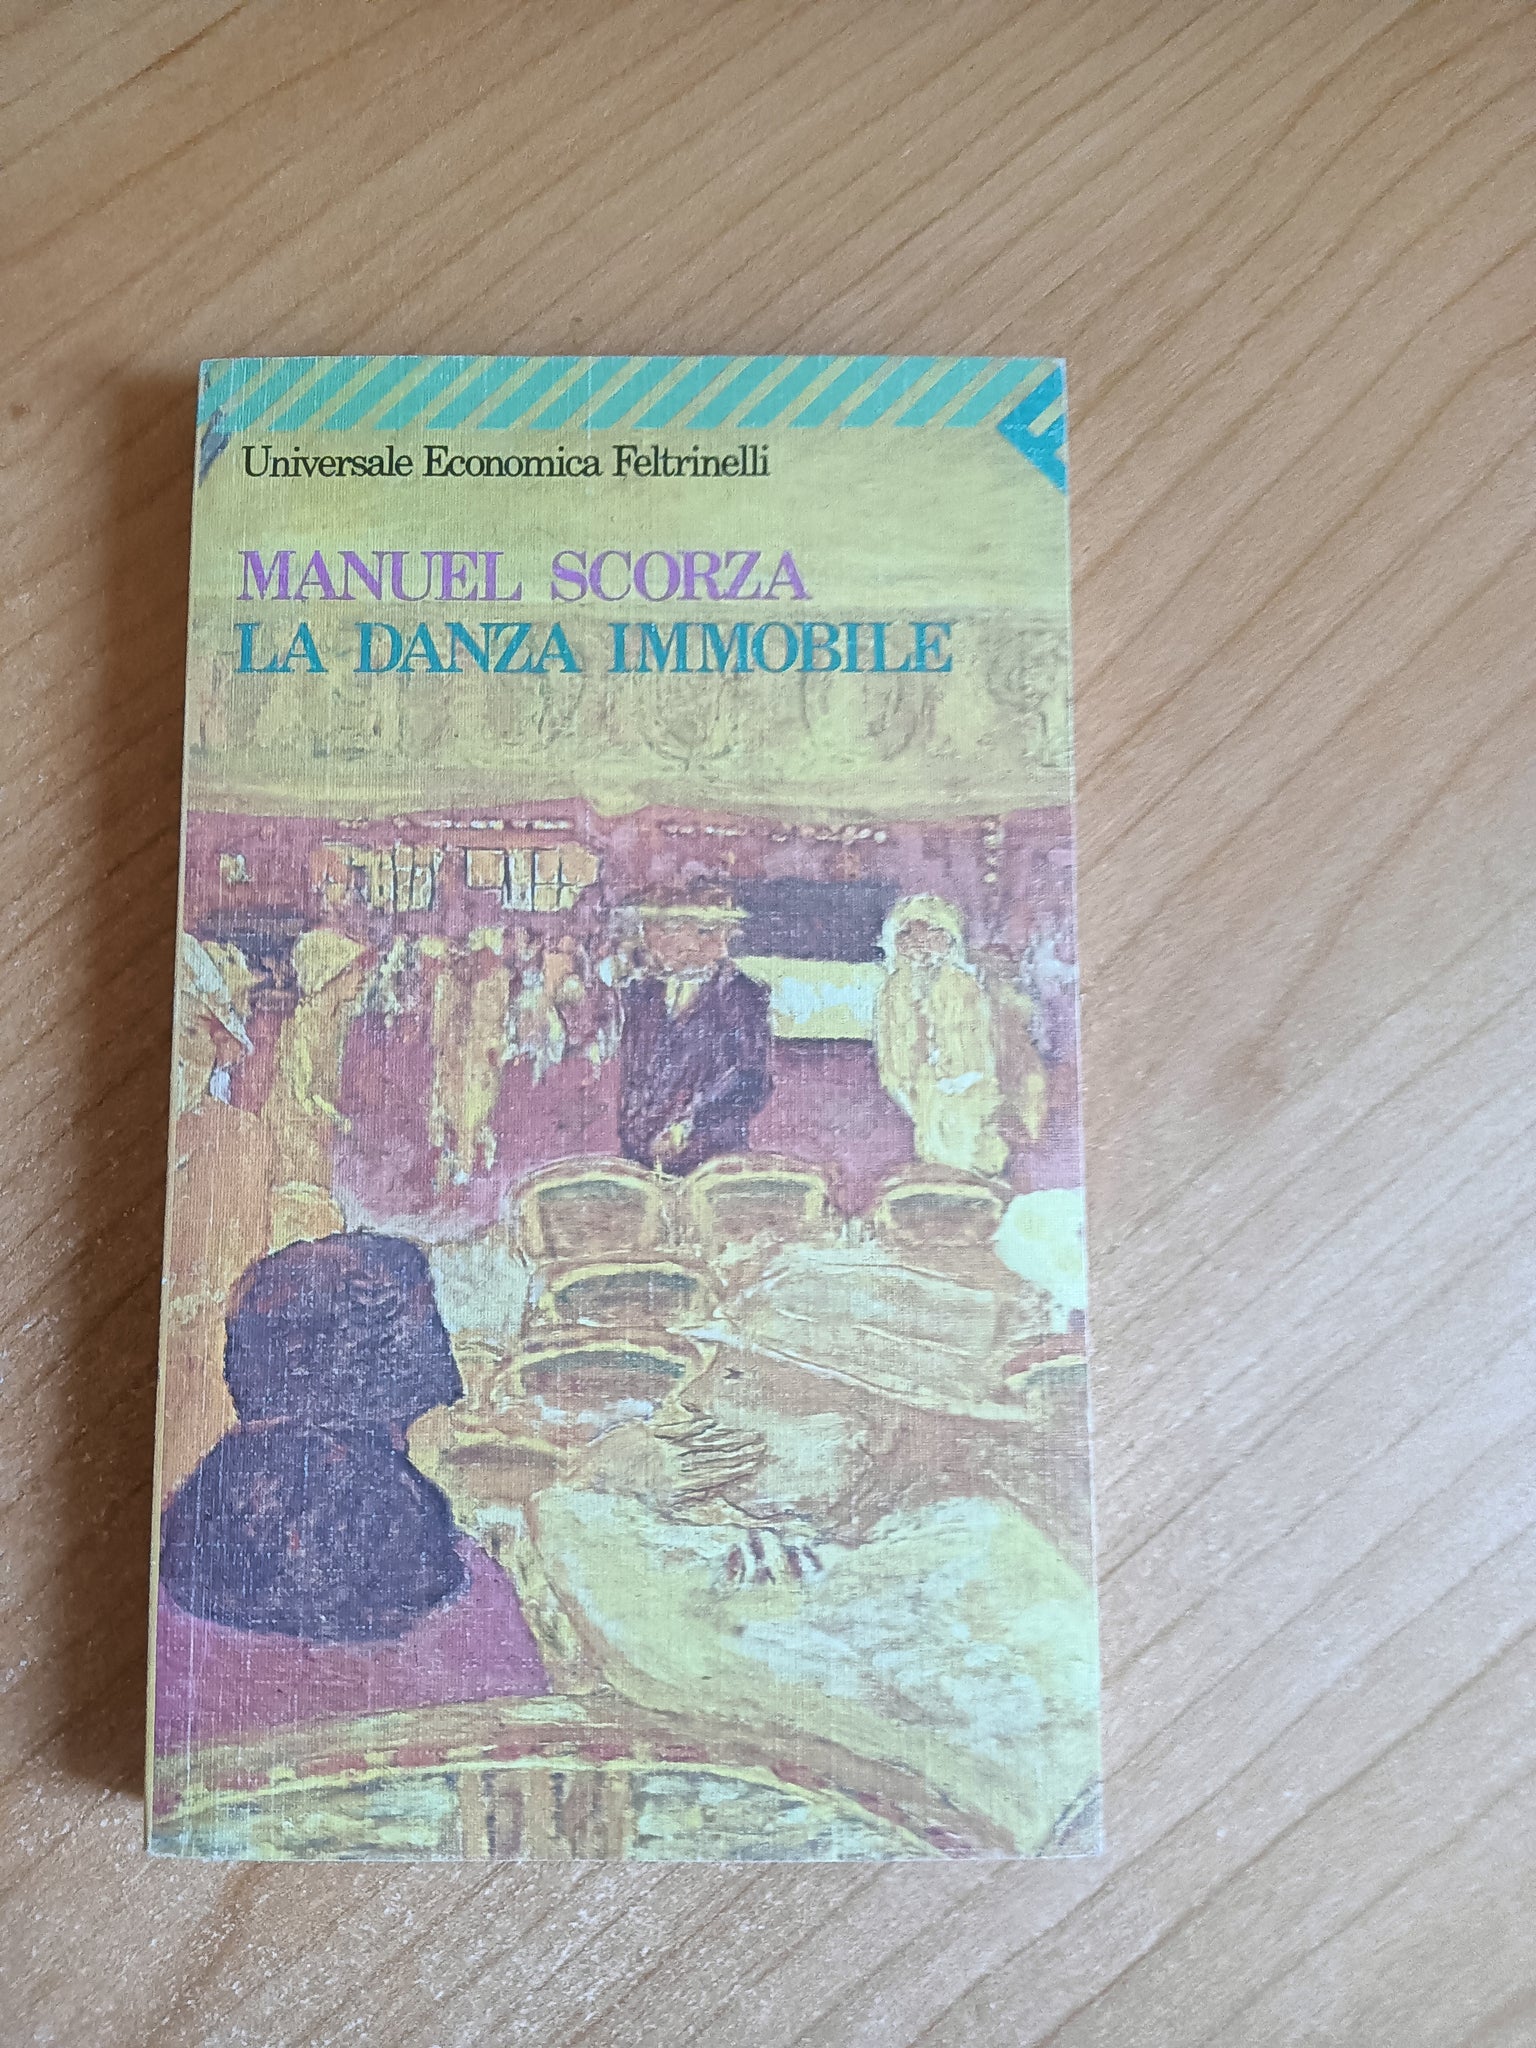 Universale Economica Feltrinelli
MANUEL SCORZA
LA DANZA IMMOBILE